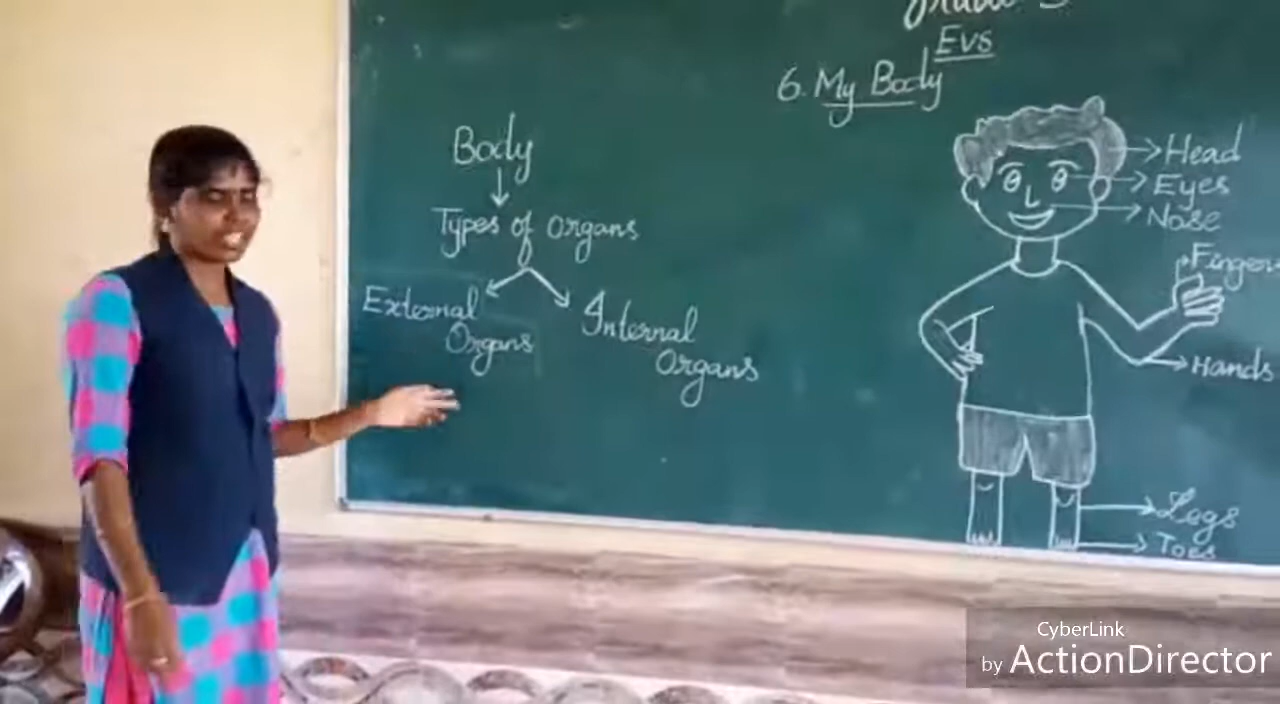 Evs
6. My Body
Body
Types of Organs
External
Organs
Internal
Organs
Head
Eyes
Nose
Hands
Legs
Toes
CyberLink
by ActionDirector